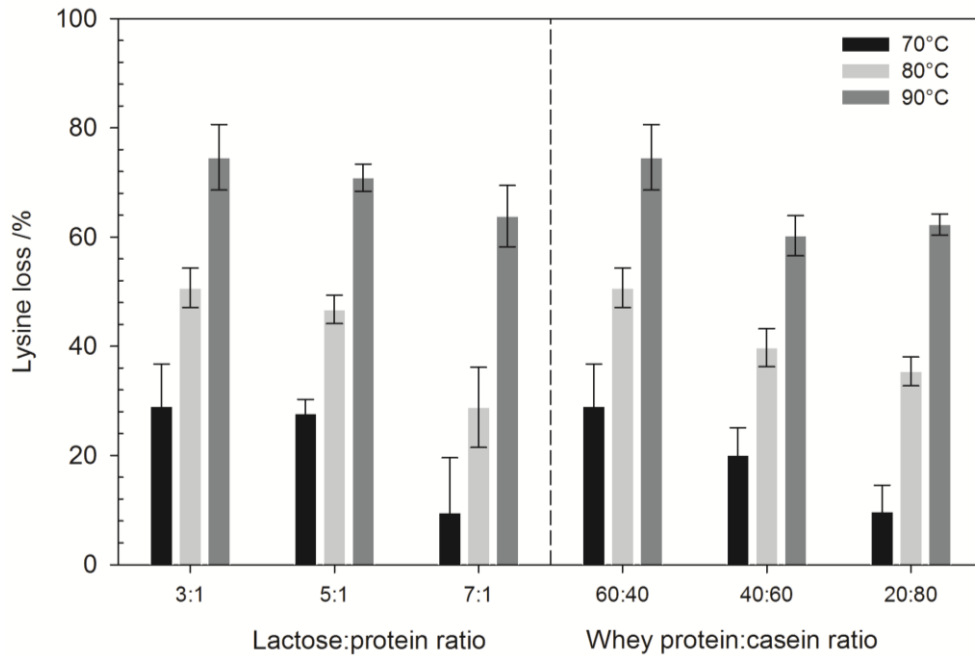 100
80
60
40
20
0
Lysine loss /%
70°C
80°C
90°C
3:1
5:1
7:1
60:40
40:60
20:80
Lactose:protein ratio
Whey protein:casein ratio